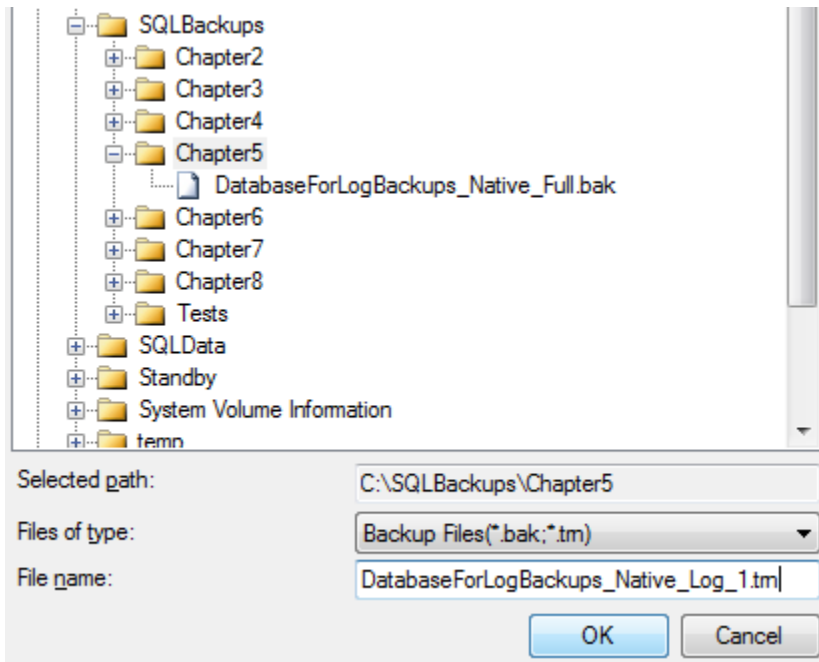 SQLBackups
Chapter2
Chapter3
Chapter4
Chapter5
DatabaseForLogBackups_Native_Full.bak
Chapter6
Chapter7
Chapter8
Tests
SQLData
Standby
System Volume Information
temp
Selected path: C:\SQLBackups\Chapter5
Files of type: Backup Files(*.bak;*.trn)
File name: DatabaseForLogBackups_Native_Log_1.trn
OK Cancel